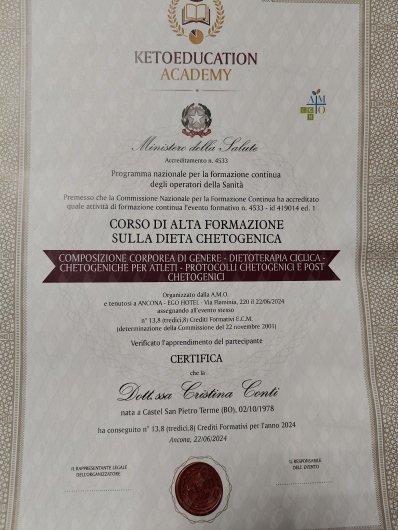 KETOEDUCATION
ACADEMY
Ministero della Salute
Accreditamento n. 4533
Programma nazionale per la formazione continua
degli operatori della Sanità
Premesso che la Commissione Nazionale per la Formazione Continua ha accreditato
quale attività di formazione continua l'evento formativo n. 4533 - id 419014 ed. 1
CORSO DI ALTA FORMAZIONE
SULLA DIETA CHETOGENICA
COMPOSIZIONE CORPOREA DI GENERE - DIETOTERAPIA CICLICA -
CHETOGENICHE PER ATLETI - PROTOCOLLI CHETOGENICI E POST
CHETOGENICI
Organizzato dalla A.M.O.
e tenutosi a ANCONA - EGO HOTEL - Via Flaminia, 220 il 22/06/2024
assegnando all'evento stesso
n° 13,8 (tredici,8) Crediti Formativi E.C.M.
(determinazione della Commissione del 22 novembre 2001)
Verificato l'apprendimento del partecipante
CERTIFICA
che la
Dott.ssa Cristina Conti
nata a Castel San Pietro Terme (BO), 02/10/1978
ha conseguito n° 13,8 (tredici,8) Crediti Formativi per l'anno 2024
Ancona, 22/06/2024
IL RAPPRESENTANTE LEGALE
DELL'ORGANIZZATORE
IL RESPONSABILE
DELL'EVENTO